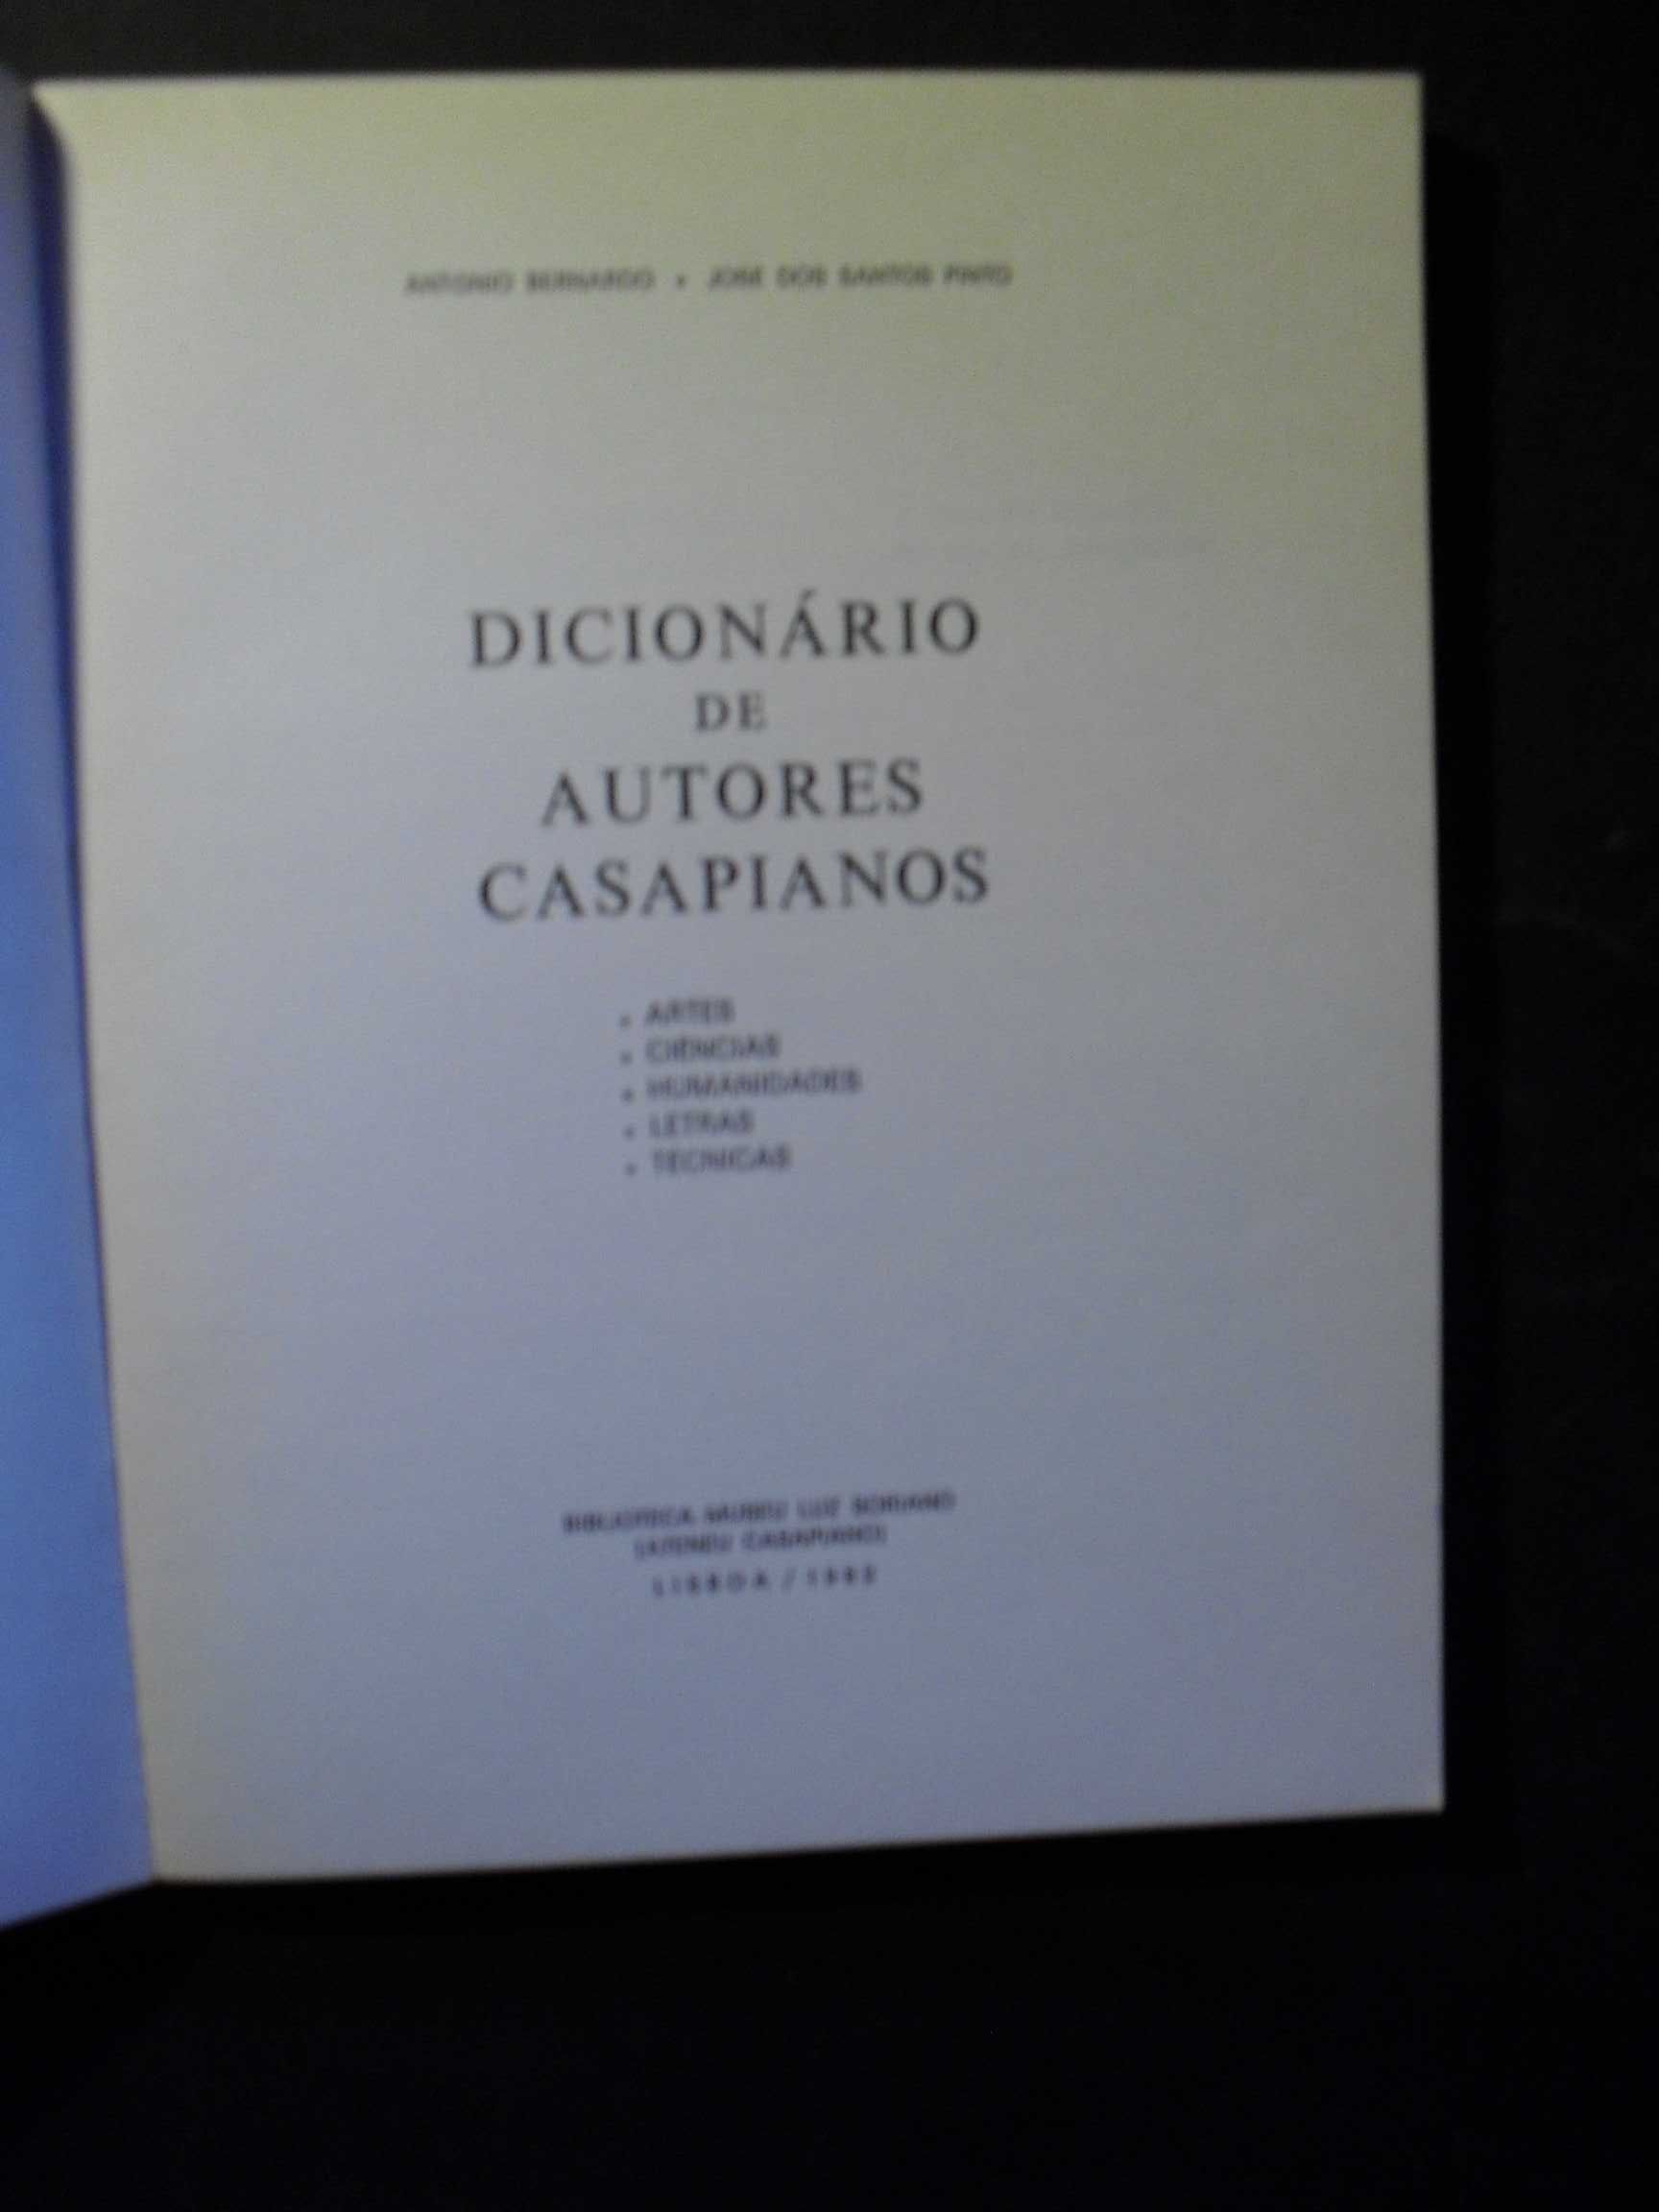 ANTONIO BERNARDO • JOSÉ DOS SANTOS PINTO
DICIONÁRIO
DE
AUTORES
CASAPIANOS
• ARTES
• CIÊNCIAS
• HUMANIDADES
• LETRAS
• TÉCNICAS
BIBLIOTECA MUSEU LUZ SORIANO
(ATENEU CASAPIANO)
LISBOA /